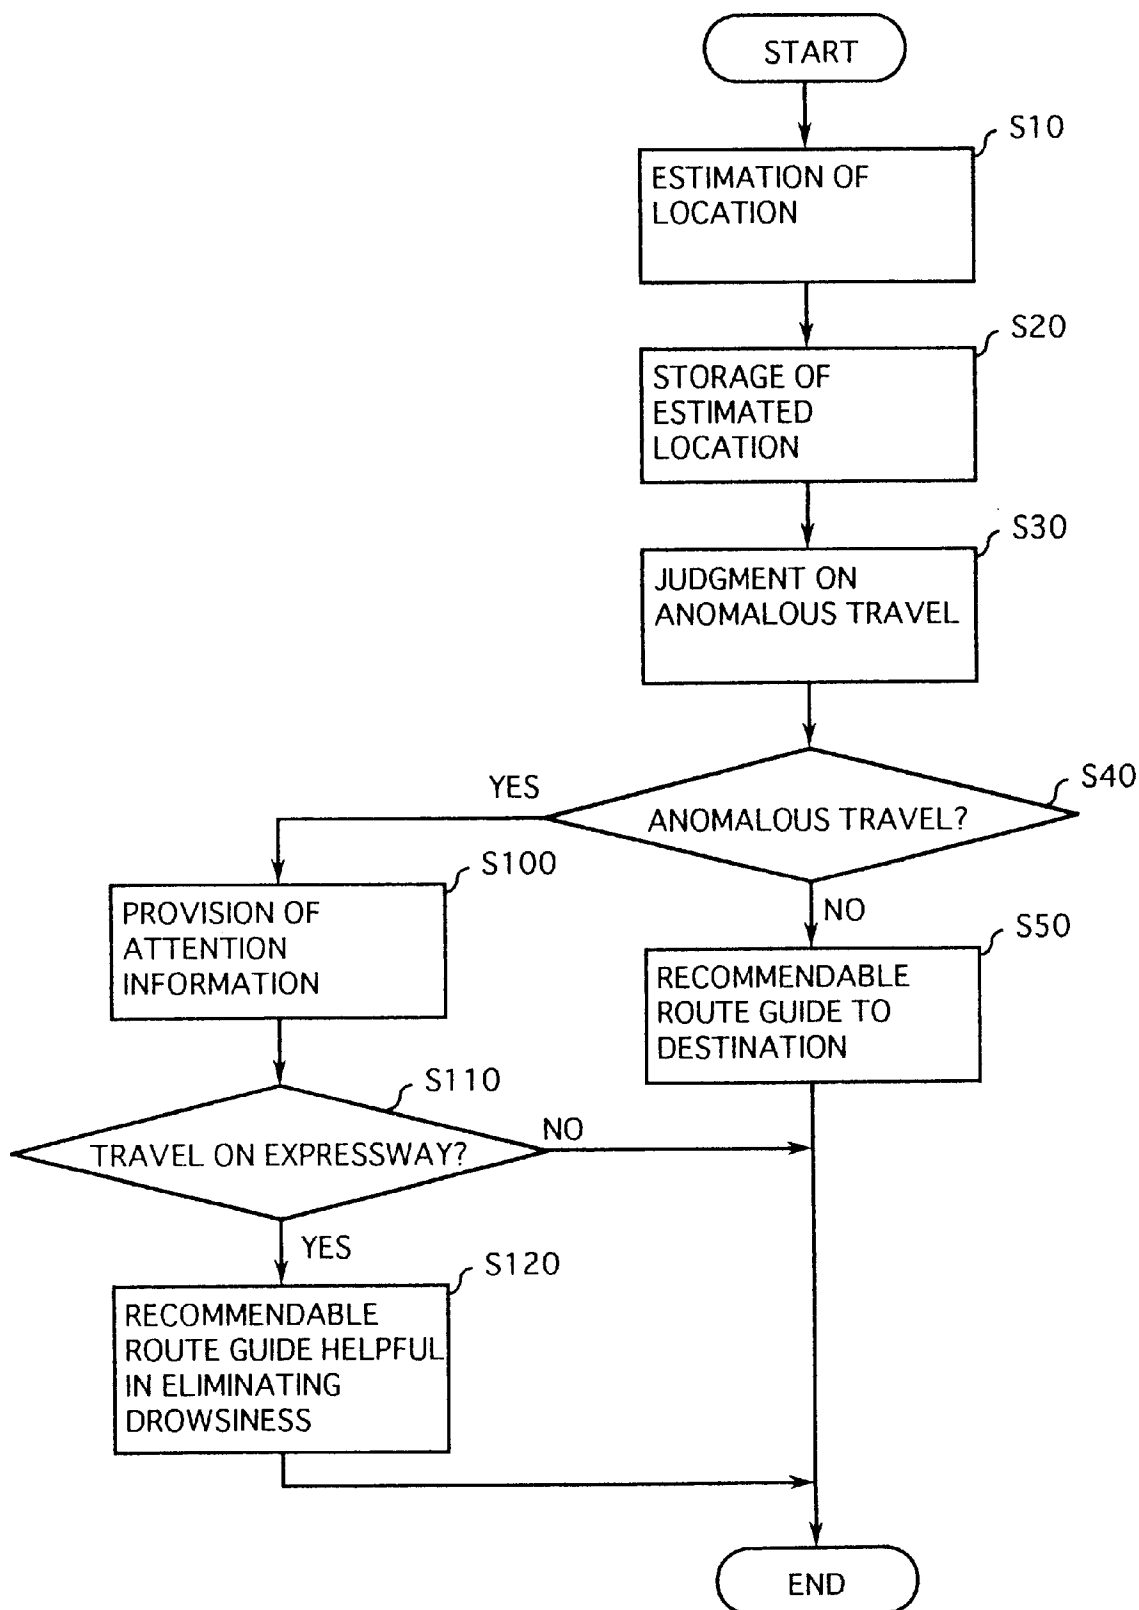 START
S10
ESTIMATION OF
LOCATION
S20
STORAGE OF
ESTIMATED
LOCATION
S30
JUDGMENT ON
ANOMALOUS TRAVEL
S40
ANOMALOUS TRAVEL?
YES
NO
S100
PROVISION OF
ATTENTION
INFORMATION
S50
RECOMMENDABLE
ROUTE GUIDE TO
DESTINATION
S110
TRAVEL ON EXPRESSWAY?
NO
YES
S120
RECOMMENDABLE
ROUTE GUIDE HELPFUL
IN ELIMINATING
DROWSINESS
END